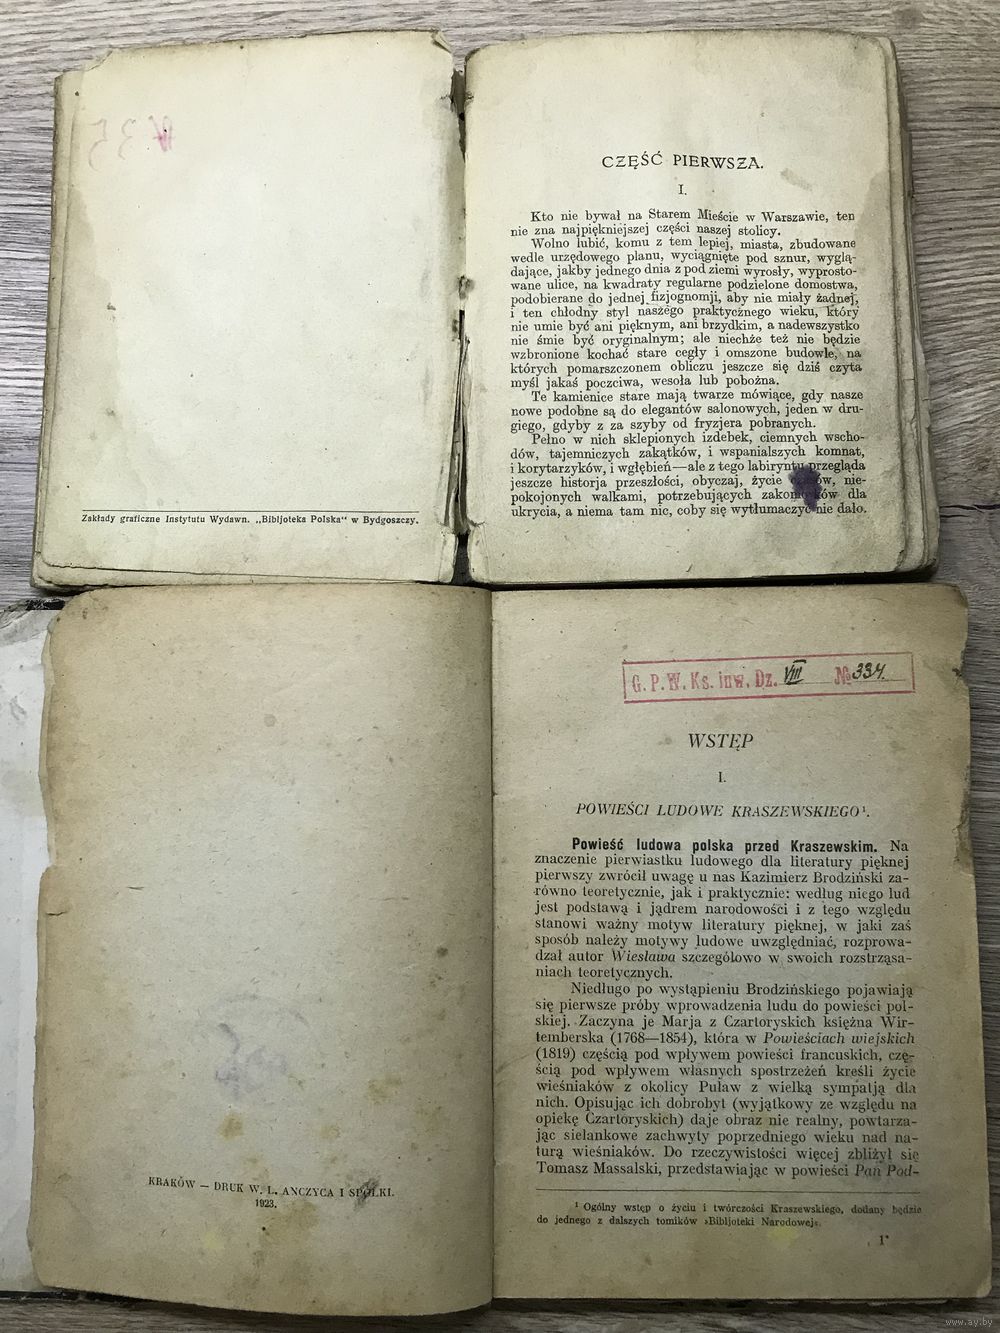 V35
Zakłady graficzne Instytutu Wydawn. „Bibljoteka Polska“ w Bydgoszczy.
CZĘŚĆ PIERWSZA.
I.
Kto nie bywał na Starem Mieście w Warszawie, ten
nie zna najpiękniejszej części naszej stolicy.
Wolno lubić, komu z tem lepiej, miasta, zbudowane
wedle urzędowego planu, wyciągnięte pod sznur, wyglą-
dające, jakby jednego dnia z pod ziemi wyrosły, wyprosto-
wane ulice, na kwadraty regularne podzielone domostwa,
podobierane do jednej fizjognomji, aby nie miały żadnej,
i ten chłodny styl naszego praktycznego wieku, który
nie umie być ani pięknym, ani brzydkim, a nadewszystko
nie śmie być oryginalnym; ale niechże też nie będzie
wzbronione kochać stare cegły i omszone budowle, na
których pomarszczonem obliczu jeszcze się dziś czyta
myśl jakaś poczciwa, wesoła lub pobożna.
Te kamienice stare mają twarze mówiące, gdy nasze
nowe podobne są do elegantów salonowych, jeden w dru-
giego, gdyby z za szyby od fryzjera pobranych.
Pełno w nich sklepionych izdebek, ciemnych wscho-
dów, tajemniczych zakątków, i wspanialszych komnat,
i korytarzyków, i wgłębień—ale z tego labiryntu przegląda
jeszcze historja przeszłości, obyczaj, życie nie-
pokojonych walkami, potrzebujących dla
ukrycia, a niema tam nic, coby się wytłumaczyć nie dało.
KRAKÓW — DRUK W. L. ANCZYCA I SPÓŁKI.
1923.
G. P. W. Ks. inw. Dz. VIII № 334.
WSTĘP
I.
POWIEŚCI LUDOWE KRASZEWSKIEGO¹.
Powieść ludowa polska przed Kraszewskim. Na
znaczenie pierwiastku ludowego dla literatury pięknej
pierwszy zwrócił uwagę u nas Kazimierz Brodziński za-
równo teoretycznie, jak i praktycznie: według niego lud
jest podstawą i jądrem narodowości i z tego względu
stanowi ważny motyw literatury pięknej, w jaki zaś
sposób należy motywy ludowe uwzględniać, rozprowa-
dzał autor Wiesława szczegółowo w swoich rozstrząsa-
niach teoretycznych.
Niedługo po wystąpieniu Brodzińskiego pojawiają
się pierwsze próby wprowadzenia ludu do powieści pol-
skiej. Zaczyna je Marja z Czartoryskich księżna Wir-
temberska (1768—1854), która w Powieściach wiejskich
(1819) częścią pod wpływem powieści francuskich, czę-
ścią pod wpływem własnych spostrzeżeń kreśli życie
wieśniaków z okolicy Puław z wielką sympatją dla
nich. Opisując ich dobrobyt (wyjątkowy ze względu na
opiekę Czartoryskich) daje obraz nie realny, powtarza-
jąc sielankowe zachwyty poprzedniego wieku nad na-
turą wieśniaków. Do rzeczywistości więcej zbliżył się
Tomasz Massalski, przedstawiając w powieści Pan Pod-
¹ Ogólny wstęp o życiu i twórczości Kraszewskiego, dodany będzie
do jednego z dalszych tomików »Bibljoteki Narodowej«.
1*
www.ay.by